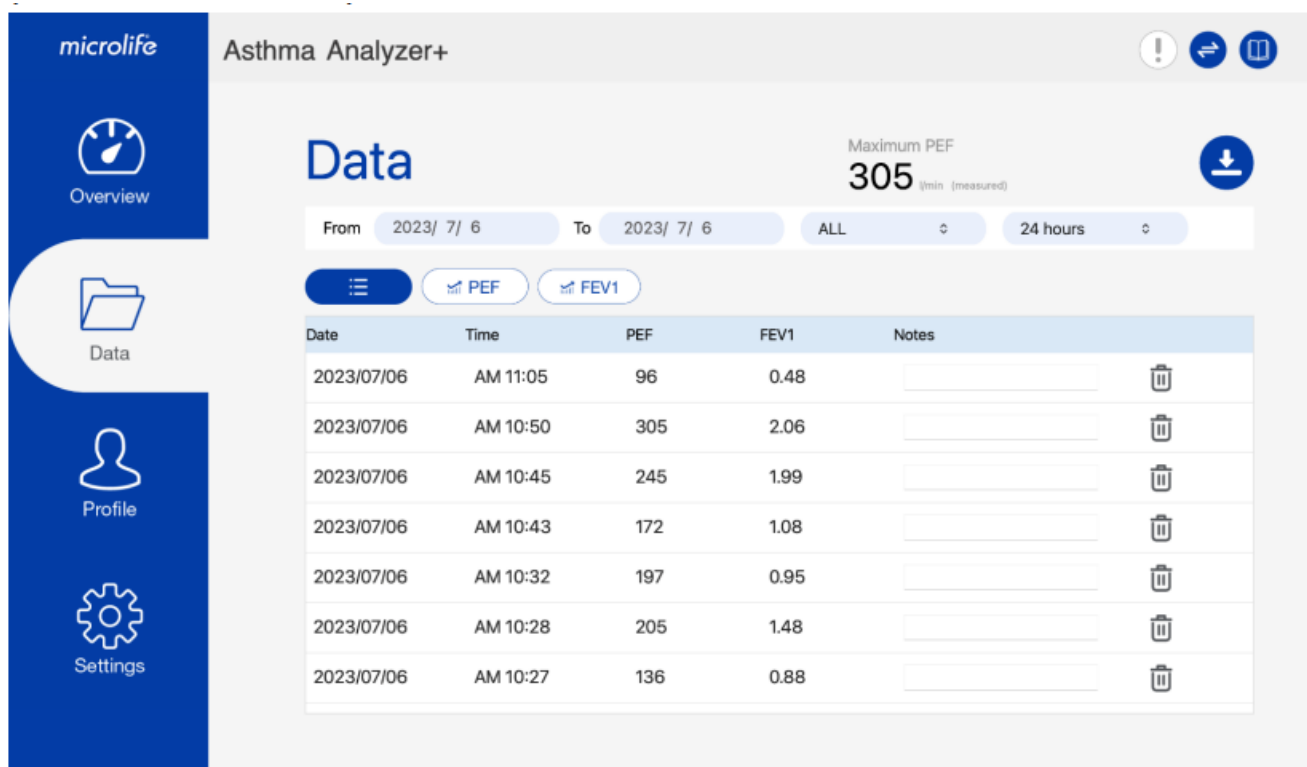 microlife
Asthma Analyzer+
!
Overview
Data
Profile
Settings
Data
Maximum PEF
305 l/min (measured)
From 2023/ 7/ 6 To 2023/ 7/ 6 ALL 24 hours
PEF FEV1
Date Time PEF FEV1 Notes
2023/07/06 AM 11:05 96 0.48
2023/07/06 AM 10:50 305 2.06
2023/07/06 AM 10:45 245 1.99
2023/07/06 AM 10:43 172 1.08
2023/07/06 AM 10:32 197 0.95
2023/07/06 AM 10:28 205 1.48
2023/07/06 AM 10:27 136 0.88